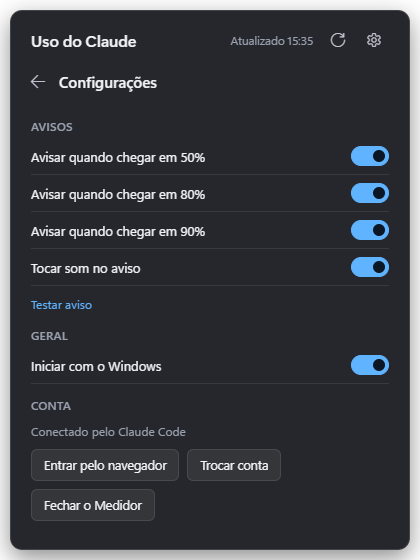 Uso do Claude
Atualizado 15:35
Configurações
AVISOS
Avisar quando chegar em 50%
Avisar quando chegar em 80%
Avisar quando chegar em 90%
Tocar som no aviso
Testar aviso
GERAL
Iniciar com o Windows
CONTA
Conectado pelo Claude Code
Entrar pelo navegador
Trocar conta
Fechar o Medidor